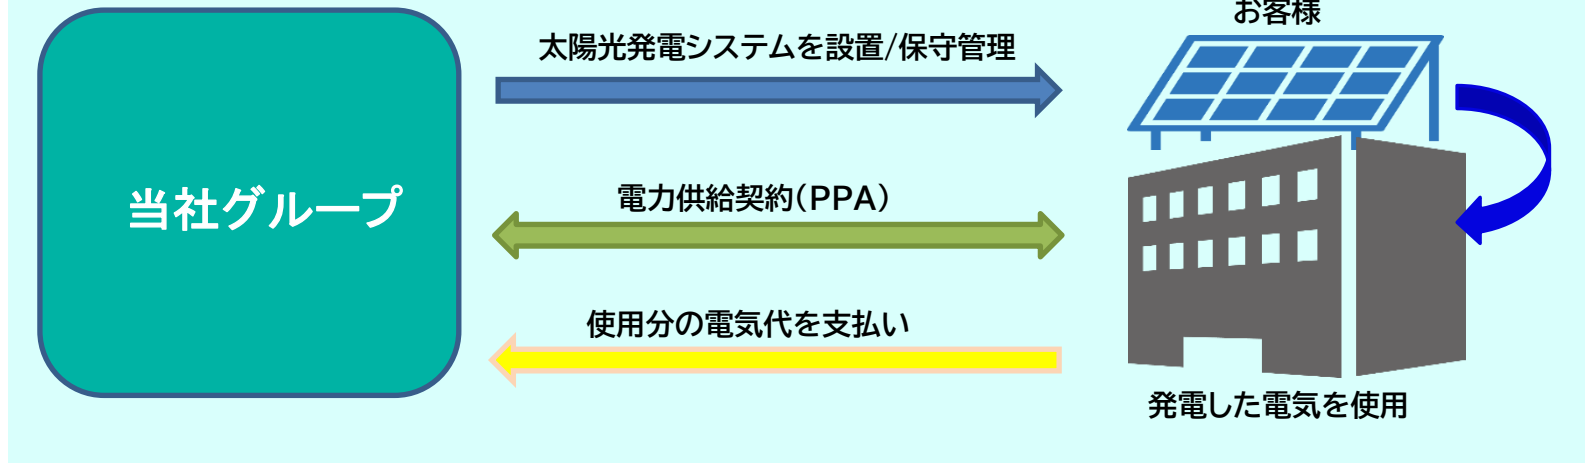 お客様
太陽光発電システムを設置/保守管理
当社グループ
電力供給契約(PPA)
使用分の電気代を支払い
発電した電気を使用